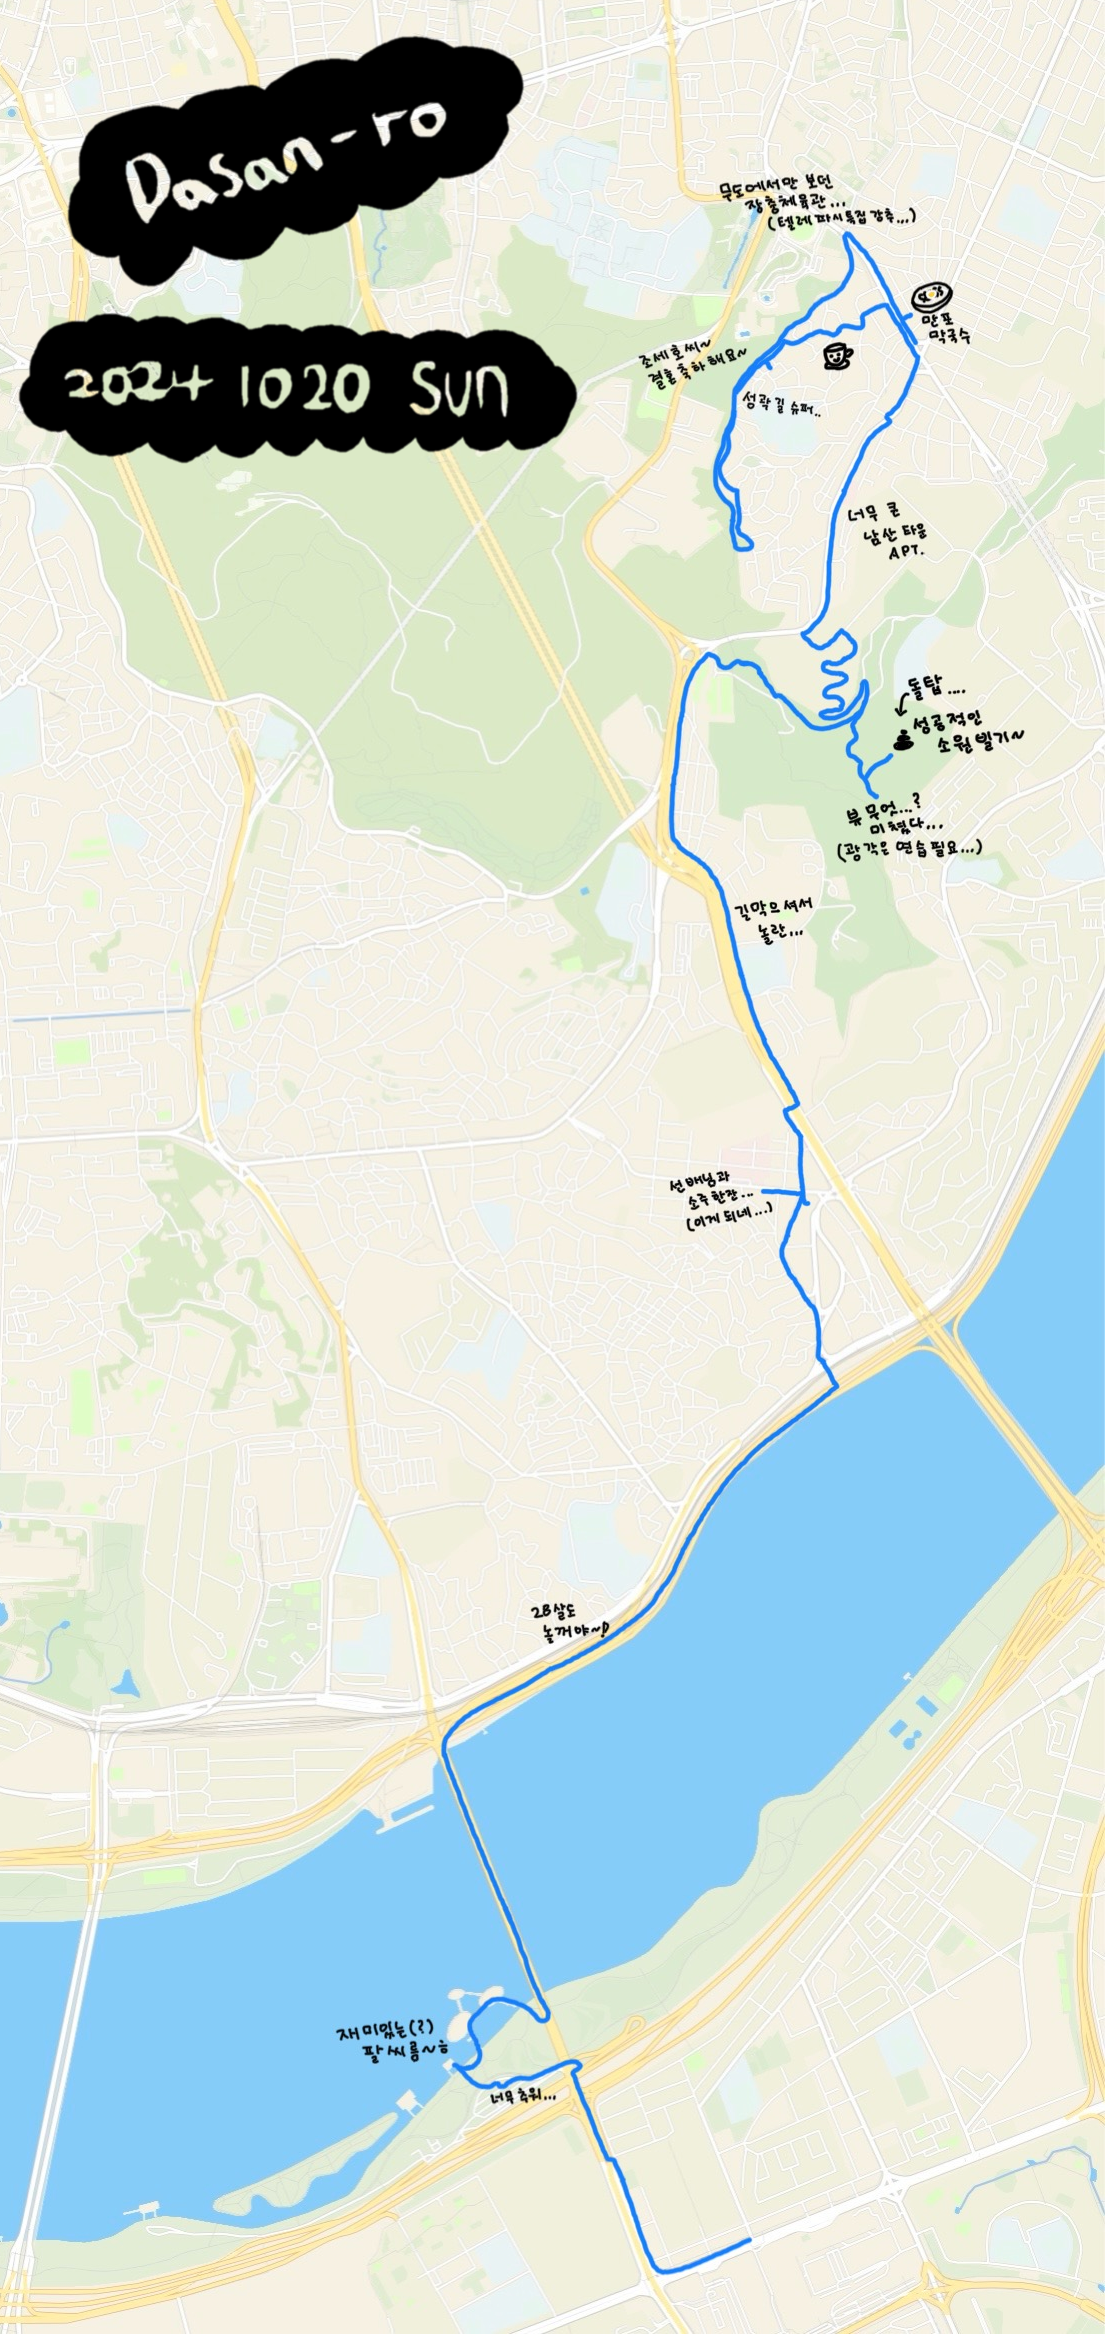 Dasan-ro
2024 10 20 Sun
무도에서만 보던
장충체육관...
(텔레파시특집 강추...)
만포
막국수
조세호씨~
결혼축하해요~
성곽길 슈퍼..
너무 큰
남산타운
APT.
돌탑....
성공적인
소원빌기~
뷰 무엇...?
미쳤다...
(광각은 연습필요...)
길막으셔서
놀란...
선배님과
소주한잔...
(이게 되네...)
28살도
놀꺼야~!
재미있는(?)
팔씨름~ㅎ
너무추워...